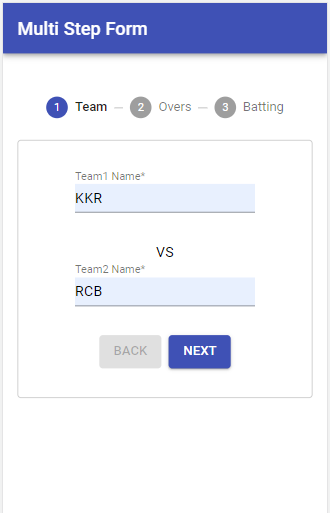 Multi Step Form
1 Team 2 Overs 3 Batting
Team1 Name*
KKR
VS
Team2 Name*
RCB
BACK NEXT